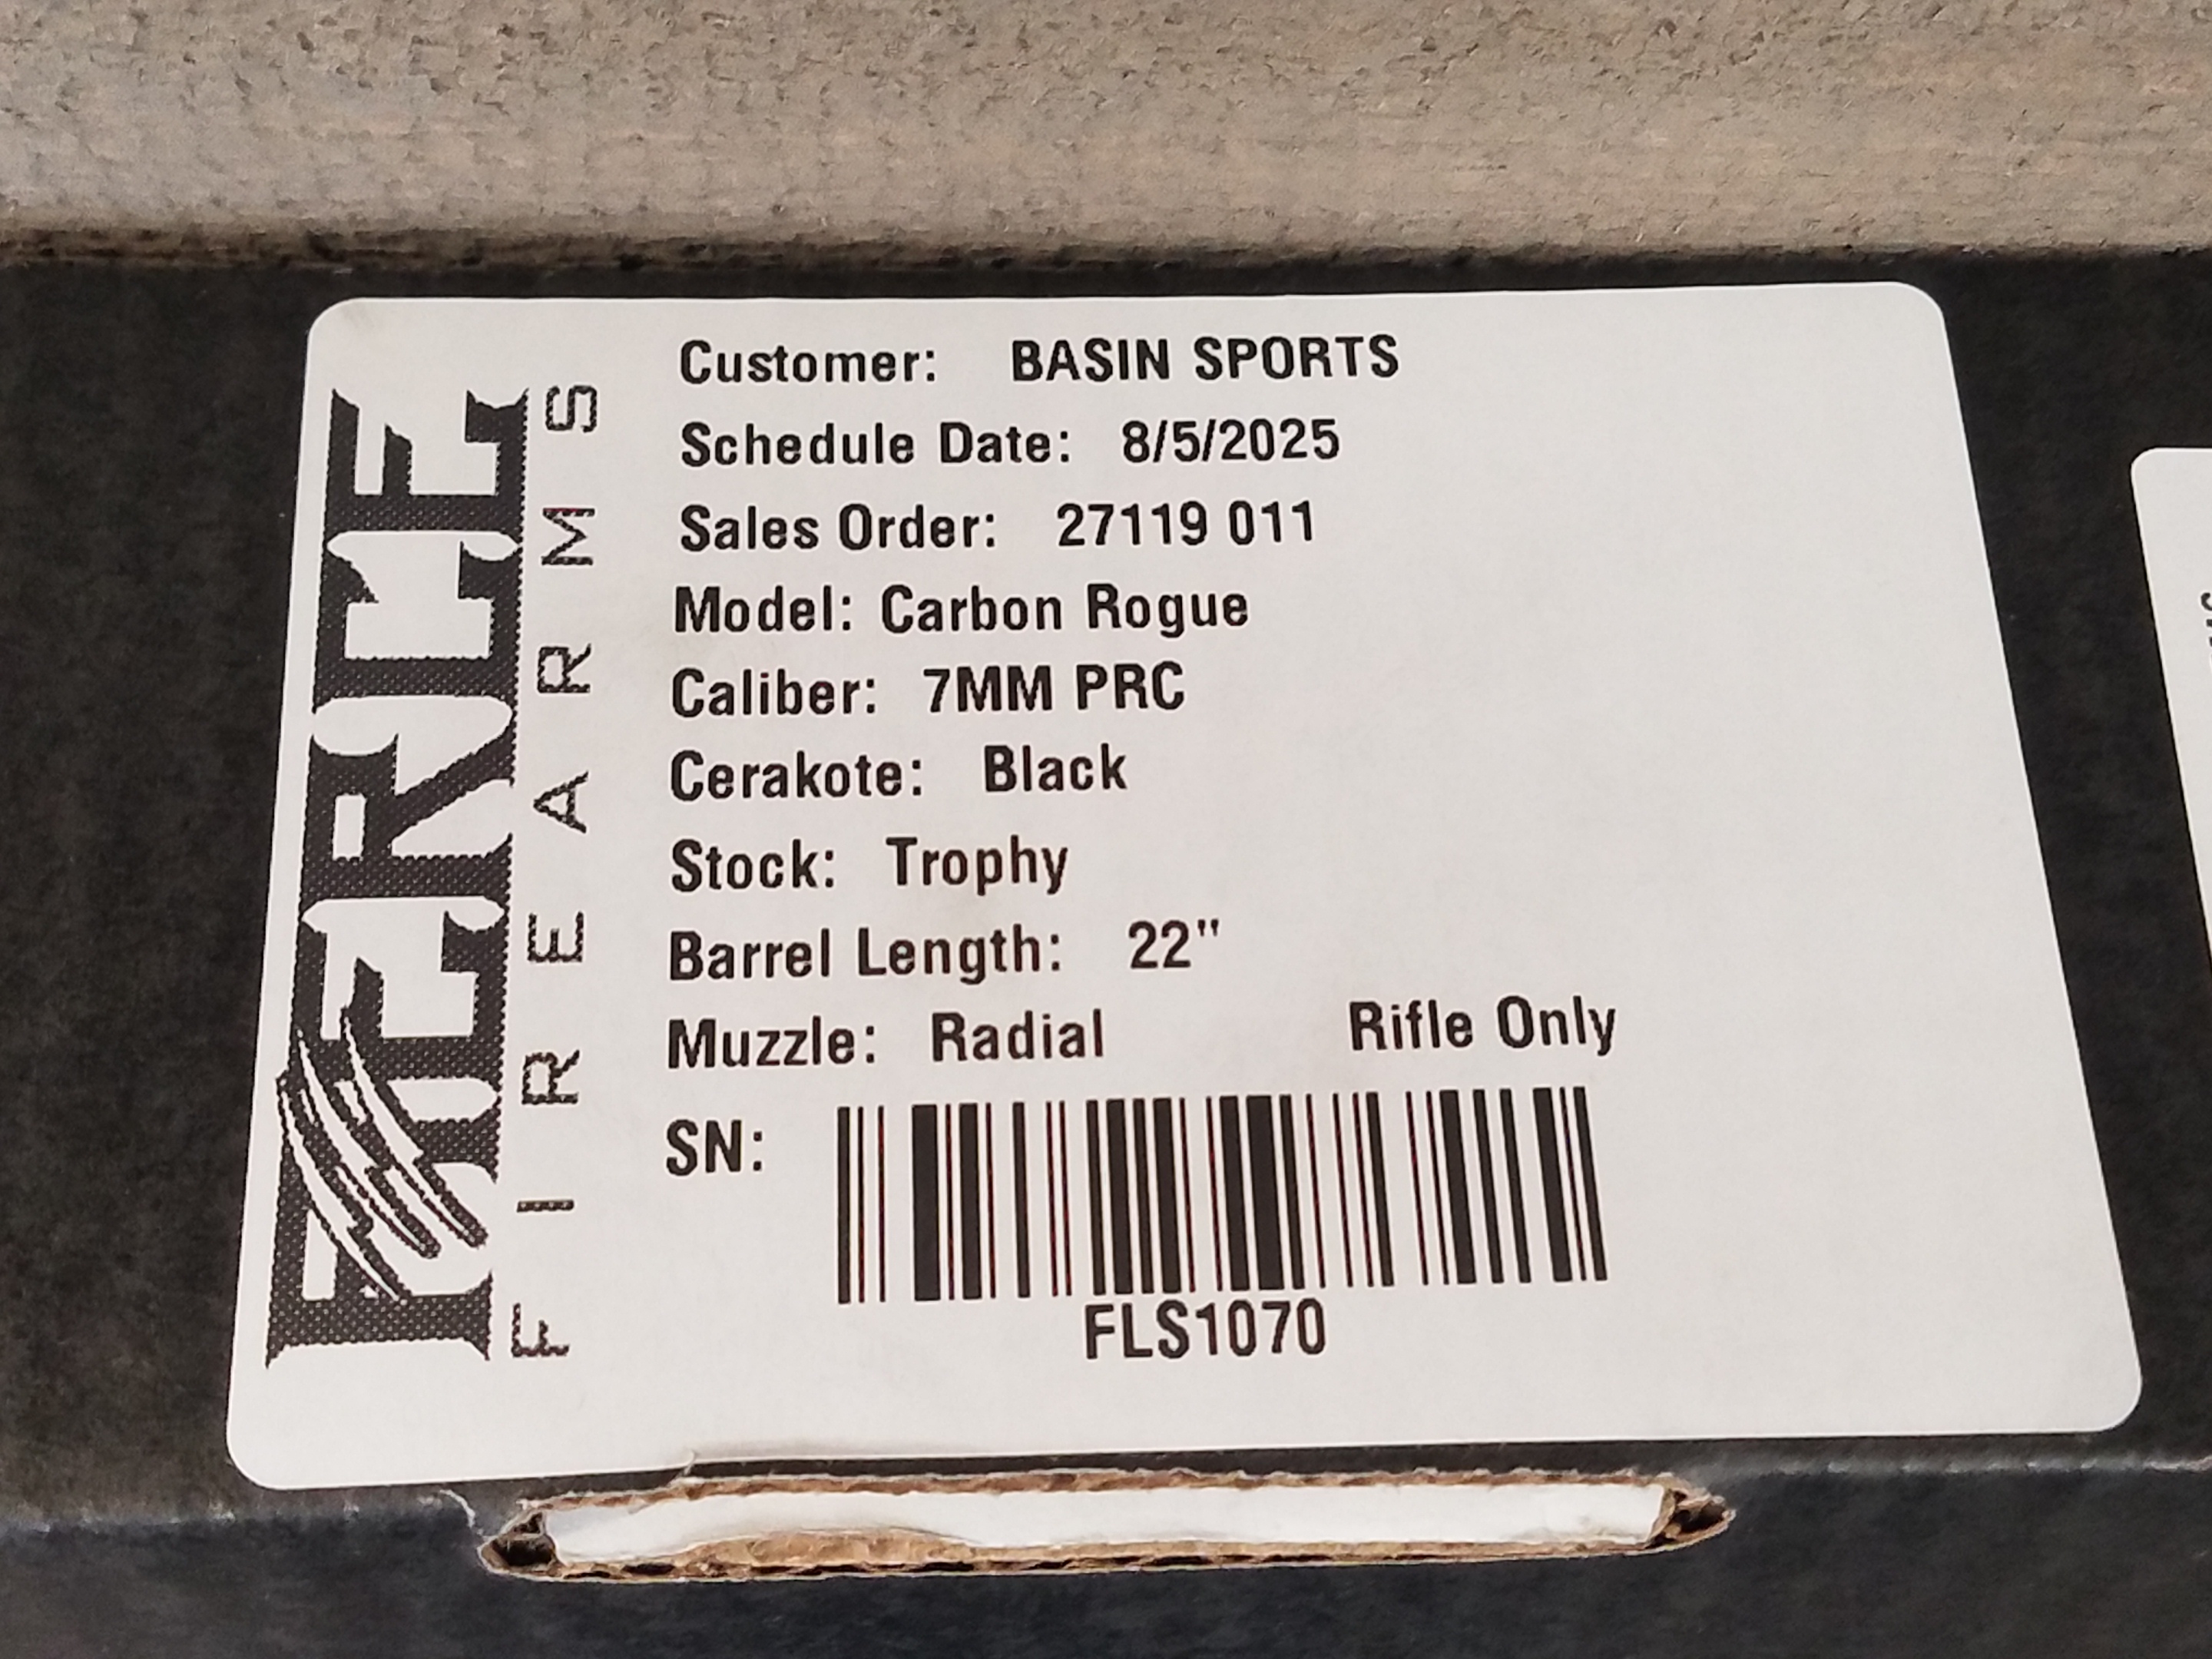 FIERCE
FIREARMS
Customer: BASIN SPORTS
Schedule Date: 8/5/2025
Sales Order: 27119 011
Model: Carbon Rogue
Caliber: 7MM PRC
Cerakote: Black
Stock: Trophy
Barrel Length: 22"
Muzzle: Radial Rifle Only
SN:
FLS1070